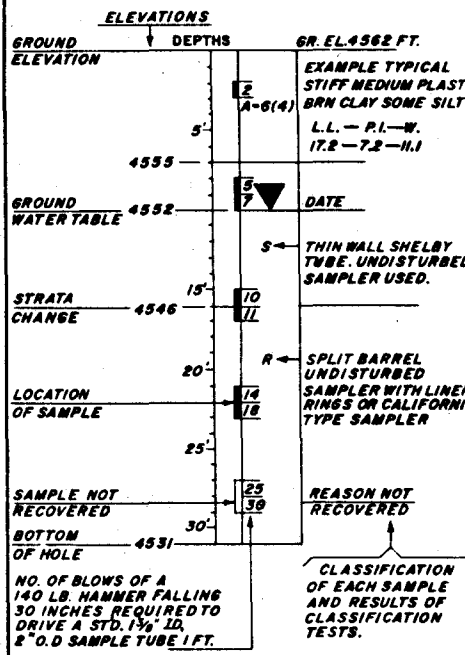 ELEVATIONS
GROUND DEPTHS GR. EL. 4562 FT.
ELEVATION
2
A-6(4)
EXAMPLE TYPICAL
STIFF MEDIUM PLAST
BRN CLAY SOME SILT
L.L. — P.I.—W.
17.2 — 7.2 — 11.1
5'
4555
5
7
GROUND 4552 DATE
WATER TABLE
S THIN WALL SHELBY
TUBE. UNDISTURBED
SAMPLER USED.
15'
STRATA 4546 10
CHANGE 11
R SPLIT BARREL
UNDISTURBED
SAMPLER WITH LINER
RINGS OR CALIFORNI
TYPE SAMPLER
20'
LOCATION 14
OF SAMPLE 18
25'
SAMPLE NOT 25 REASON NOT
RECOVERED 30 RECOVERED
30'
BOTTOM 4531
OF HOLE
NO. OF BLOWS OF A
140 LB. HAMMER FALLING
30 INCHES REQUIRED TO
DRIVE A STD. 1 3/8" ID,
2" O.D SAMPLE TUBE 1 FT.
CLASSIFICATION
OF EACH SAMPLE
AND RESULTS OF
CLASSIFICATION
TESTS.